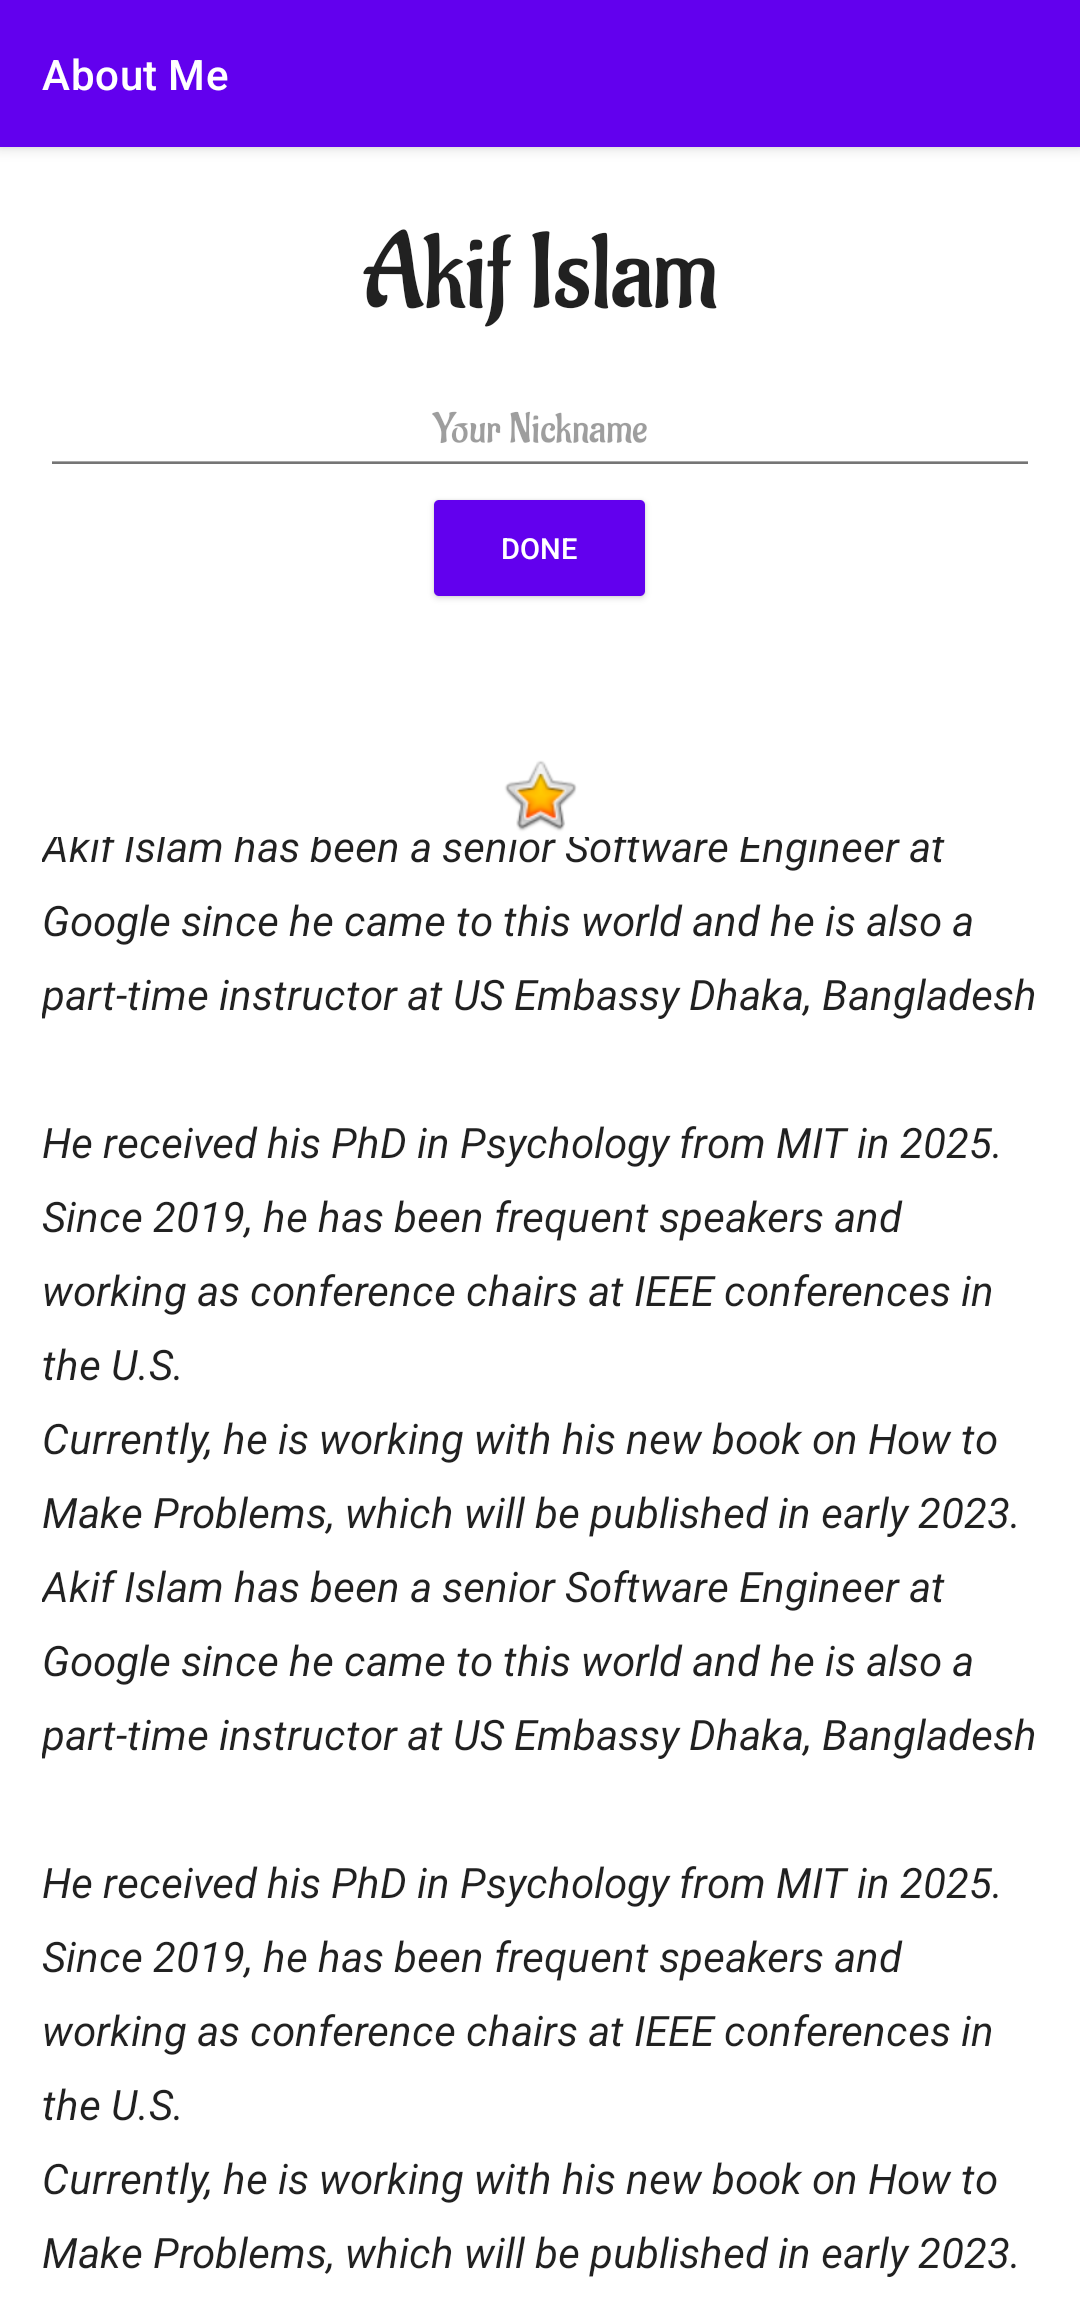 About Me
Akif Islam
Your Nickname
DONE
Akif Islam has been a senior Software Engineer at
Google since he came to this world and he is also a
part-time instructor at US Embassy Dhaka, Bangladesh
He received his PhD in Psychology from MIT in 2025.
Since 2019, he has been frequent speakers and
working as conference chairs at IEEE conferences in
the U.S.
Currently, he is working with his new book on How to
Make Problems, which will be published in early 2023.
Akif Islam has been a senior Software Engineer at
Google since he came to this world and he is also a
part-time instructor at US Embassy Dhaka, Bangladesh
He received his PhD in Psychology from MIT in 2025.
Since 2019, he has been frequent speakers and
working as conference chairs at IEEE conferences in
the U.S.
Currently, he is working with his new book on How to
Make Problems, which will be published in early 2023.